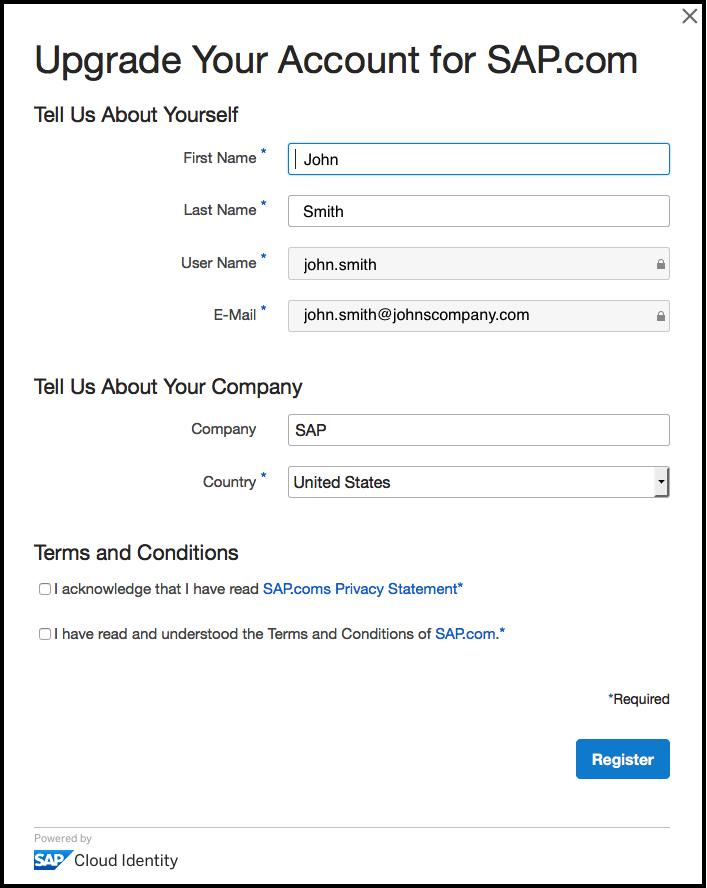 Upgrade Your Account for SAP.com
Tell Us About Yourself
First Name * John
Last Name * Smith
User Name * john.smith
E-Mail * john.smith@johnscompany.com
Tell Us About Your Company
Company SAP
Country * United States
Terms and Conditions
I acknowledge that I have read SAP.coms Privacy Statement*
I have read and understood the Terms and Conditions of SAP.com.*
*Required
Register
Powered by
SAP Cloud Identity